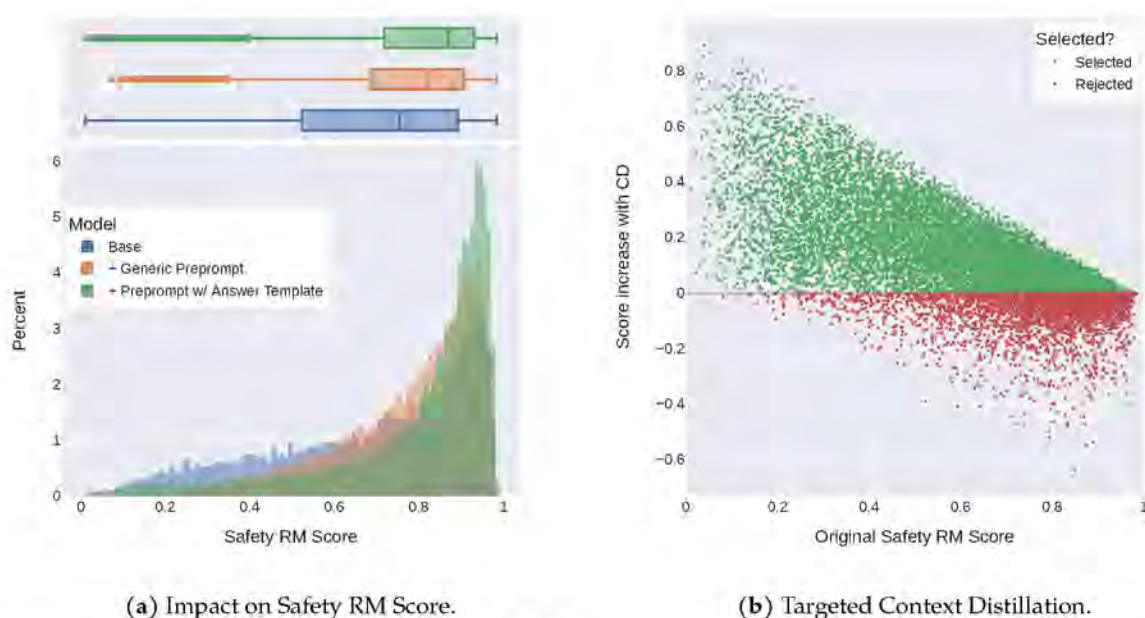 6
5
4
3
2
1
0
Percent
Model
Base
+ Generic Preprompt
+ Preprompt w/ Answer Template
0 0.2 0.4 0.6 0.8 1
Safety RM Score
(a) Impact on Safety RM Score.
Selected?
Selected
Rejected
0.8
0.6
0.4
0.2
0
−0.2
−0.4
−0.6
Score increase with CD
0 0.2 0.4 0.6 0.8 1
Original Safety RM Score
(b) Targeted Context Distillation.